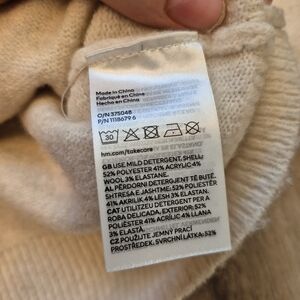 Made in China
Fabriqué en Chine
Hecho en China
O/N 375048
P/N 1118679 6
30
hm.com/takecare
GB USE MILD DETERGENT. SHELL:
52% POLYESTER 41% ACRYLIC 4%
WOOL 3% ELASTANE.
AL PËRDORNI DETERGJENT TË BUTË.
SHTRESA E JASHTME: 52% POLIESTER
41% AKRILIK 4% LESH 3% ELASTAN
CAT UTILITZEU DETERGENT PER A
ROBA DELICADA. EXTERIOR: 52%
POLIÈSTER 41% ACRÍLIC 4% LLANA
3% ELASTÀ.
CZ POUŽIJTE JEMNÝ PRACÍ
PROSTŘEDEK. SVRCHNÍ LÁTKA: 52%